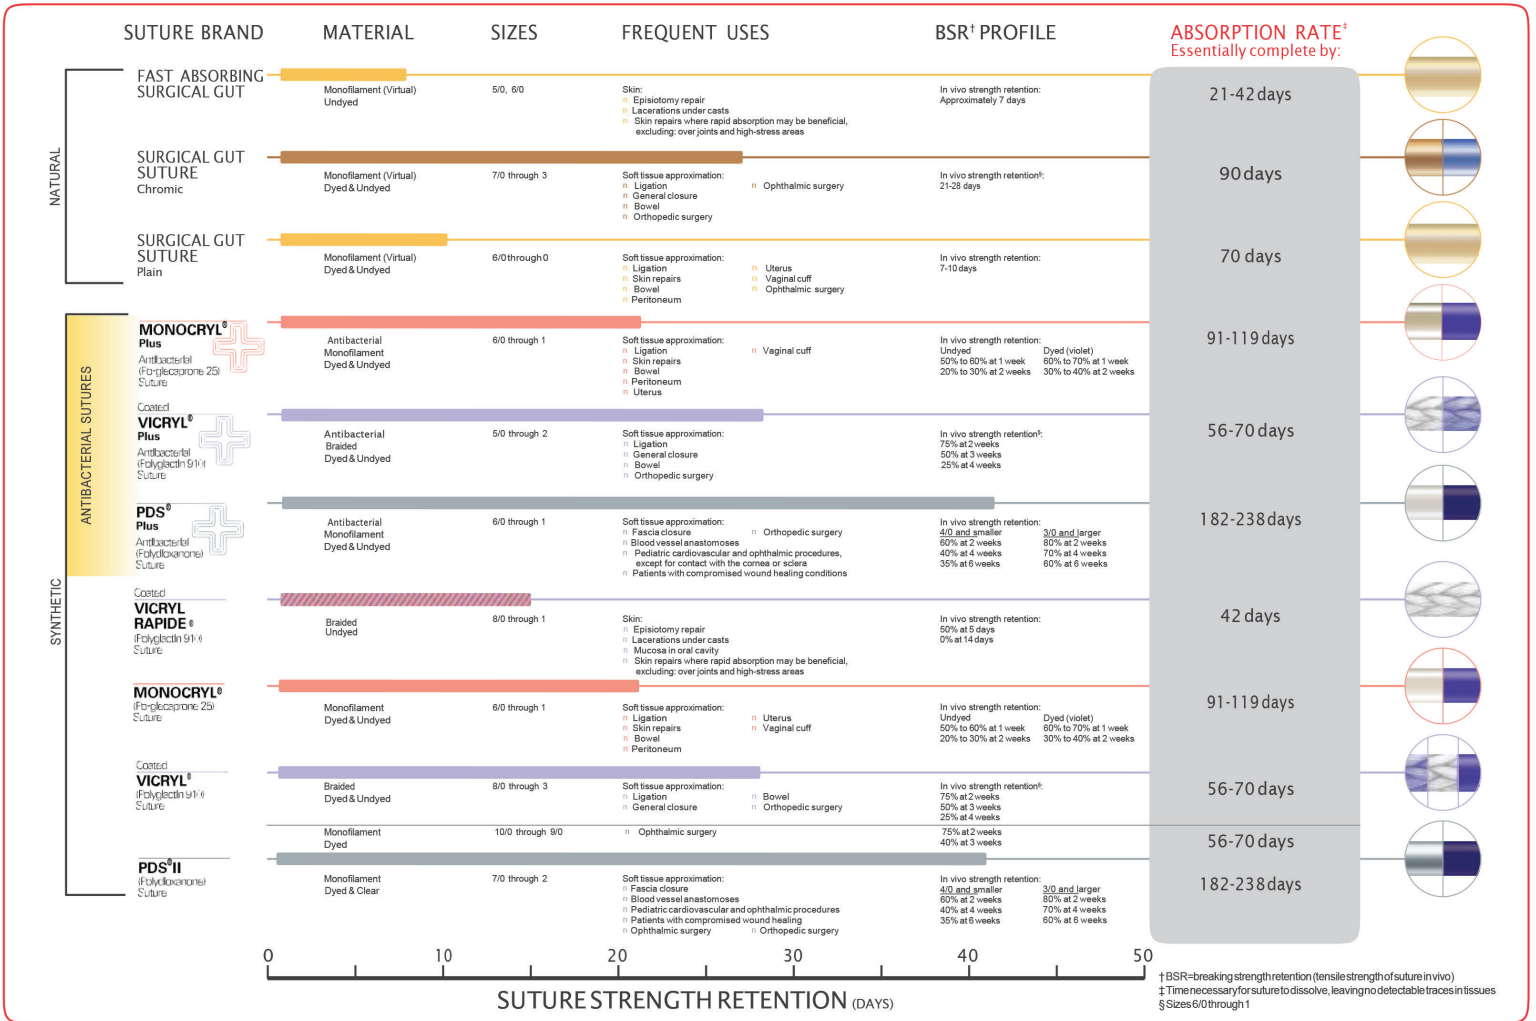 SUTURE BRAND MATERIAL SIZES FREQUENT USES BSR† PROFILE ABSORPTION RATE‡
Essentially complete by:
NATURAL
FAST ABSORBING
SURGICAL GUT
Monofilament (Virtual)
Undyed
5/0, 6/0
Skin:
Episiotomy repair
Lacerations under casts
Skin repairs where rapid absorption may be beneficial,
excluding: over joints and high-stress areas
In vivo strength retention:
Approximately 7 days
21-42 days
SURGICAL GUT
SUTURE
Chromic
Monofilament (Virtual)
Dyed & Undyed
7/0 through 3
Soft tissue approximation:
Ligation
General closure
Bowel
Orthopedic surgery
Ophthalmic surgery
In vivo strength retention§:
21-28 days
90 days
SURGICAL GUT
SUTURE
Plain
Monofilament (Virtual)
Dyed & Undyed
6/0 through 0
Soft tissue approximation:
Ligation
Skin repairs
Bowel
Peritoneum
Uterus
Vaginal cuff
Ophthalmic surgery
In vivo strength retention:
7-10 days
70 days
SYNTHETIC
ANTIBACTERIAL SUTURES
MONOCRYL®
Plus
Antibacterial
(Poliglecaprone 25)
Suture
Antibacterial
Monofilament
Dyed & Undyed
6/0 through 1
Soft tissue approximation:
Ligation
Skin repairs
Bowel
Peritoneum
Uterus
Vaginal cuff
In vivo strength retention:
Undyed
50% to 60% at 1 week
20% to 30% at 2 weeks
Dyed (violet)
60% to 70% at 1 week
30% to 40% at 2 weeks
91-119 days
Coated
VICRYL®
Plus
Antibacterial
(Polyglactin 910)
Suture
Antibacterial
Braided
Dyed & Undyed
5/0 through 2
Soft tissue approximation:
Ligation
General closure
Bowel
Orthopedic surgery
In vivo strength retention§:
75% at 2 weeks
50% at 3 weeks
25% at 4 weeks
56-70 days
PDS®
Plus
Antibacterial
(Polydioxanone)
Suture
Antibacterial
Monofilament
Dyed & Undyed
6/0 through 1
Soft tissue approximation:
Fascia closure
Orthopedic surgery
Blood vessel anastomoses
Pediatric cardiovascular and ophthalmic procedures,
except for contact with the cornea or sclera
Patients with compromised wound healing conditions
In vivo strength retention:
4/0 and smaller
60% at 2 weeks
40% at 4 weeks
35% at 6 weeks
3/0 and larger
80% at 2 weeks
70% at 4 weeks
60% at 6 weeks
182-238 days
Coated
VICRYL
RAPIDE®
(Polyglactin 910)
Suture
Braided
Undyed
8/0 through 1
Skin:
Episiotomy repair
Lacerations under casts
Mucosa in oral cavity
Skin repairs where rapid absorption may be beneficial,
excluding: over joints and high-stress areas
In vivo strength retention:
50% at 5 days
0% at 14 days
42 days
MONOCRYL®
(Poliglecaprone 25)
Suture
Monofilament
Dyed & Undyed
6/0 through 1
Soft tissue approximation:
Ligation
Skin repairs
Bowel
Peritoneum
Uterus
Vaginal cuff
In vivo strength retention:
Undyed
50% to 60% at 1 week
20% to 30% at 2 weeks
Dyed (violet)
60% to 70% at 1 week
30% to 40% at 2 weeks
91-119 days
Coated
VICRYL®
(Polyglactin 910)
Suture
Braided
Dyed & Undyed
8/0 through 3
Soft tissue approximation:
Ligation
General closure
Bowel
Orthopedic surgery
In vivo strength retention§:
75% at 2 weeks
50% at 3 weeks
25% at 4 weeks
56-70 days
Monofilament
Dyed
10/0 through 9/0
Ophthalmic surgery
75% at 2 weeks
40% at 3 weeks
56-70 days
PDS® II
(Polydioxanone)
Suture
Monofilament
Dyed & Clear
7/0 through 2
Soft tissue approximation:
Fascia closure
Blood vessel anastomoses
Pediatric cardiovascular and ophthalmic procedures
Patients with compromised wound healing
Ophthalmic surgery
Orthopedic surgery
In vivo strength retention:
4/0 and smaller
60% at 2 weeks
40% at 4 weeks
35% at 6 weeks
3/0 and larger
80% at 2 weeks
70% at 4 weeks
60% at 6 weeks
182-238 days
0 10 20 30 40 50
SUTURE STRENGTH RETENTION (DAYS)
† BSR=breaking strength retention (tensile strength of suture in vivo)
‡ Time necessary for suture to dissolve, leaving no detectable traces in tissues
§ Sizes 6/0 through 1